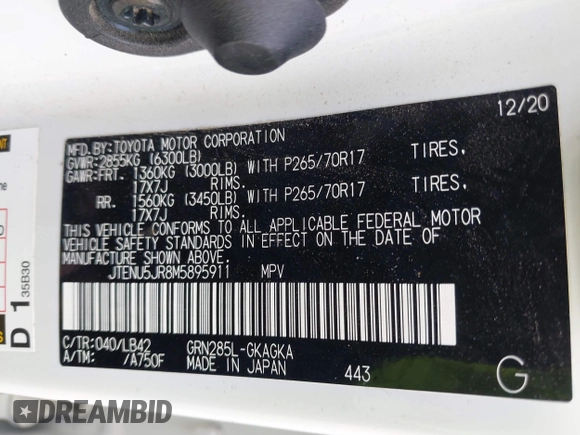 12/20
MFD. BY: TOYOTA MOTOR CORPORATION
GVWR: 2855KG (6300LB)
GAWR: FRT. 1360KG (3000LB) WITH P265/70R17 TIRES,
17X7J RIMS.
RR. 1560KG (3450LB) WITH P265/70R17 TIRES,
17X7J RIMS.
THIS VEHICLE CONFORMS TO ALL APPLICABLE FEDERAL MOTOR
VEHICLE SAFETY STANDARDS IN EFFECT ON THE DATE OF
MANUFACTURE SHOWN ABOVE.
JTENU5JR8M5895911 MPV
C/TR: 040/LB42 GRN285L-GKAGKA
A/TM: /A750F MADE IN JAPAN 443
G
D 1 35B30
DREAMBID